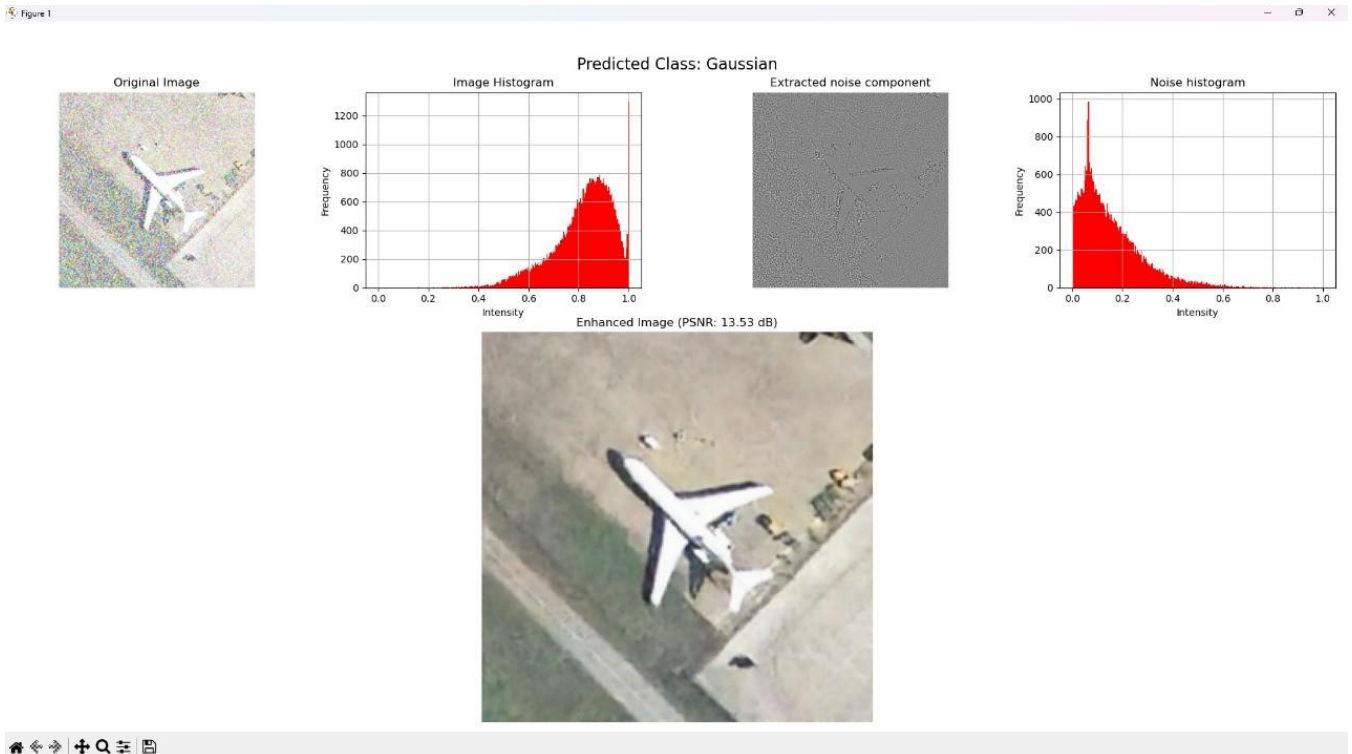 Figure 1
Predicted Class: Gaussian
Original Image
Image Histogram
Extracted noise component
Noise histogram
1200
1000
800
600
400
200
0
Frequency
0.0 0.2 0.4 0.6 0.8 1.0
Intensity
1000
800
600
400
200
0
Frequency
0.0 0.2 0.4 0.6 0.8 1.0
Intensity
Enhanced Image (PSNR: 13.53 dB)